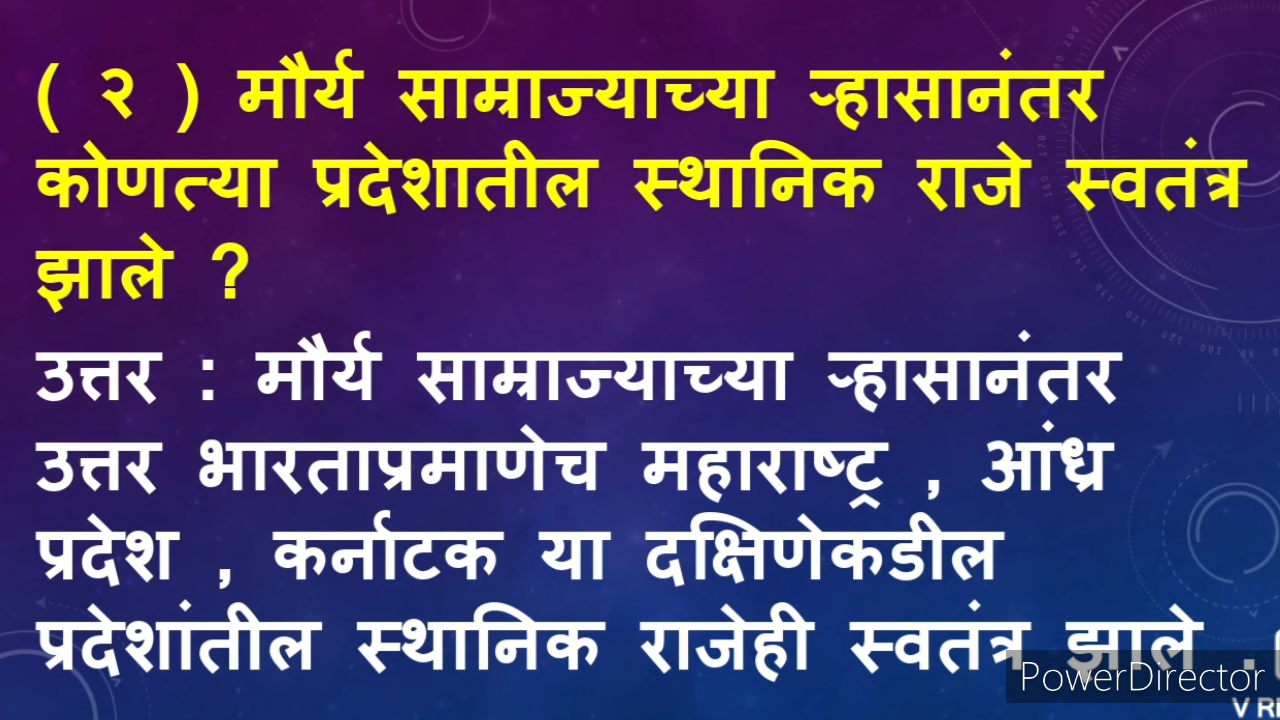 ( २ ) मौर्य साम्राज्याच्या ऱ्हासानंतर
कोणत्या प्रदेशातील स्थानिक राजे स्वतंत्र
झाले ?
उत्तर : मौर्य साम्राज्याच्या ऱ्हासानंतर
उत्तर भारताप्रमाणेच महाराष्ट्र , आंध्र
प्रदेश , कर्नाटक या दक्षिणेकडील
प्रदेशांतील स्थानिक राजेही स्वतंत्र झाले .
PowerDirector